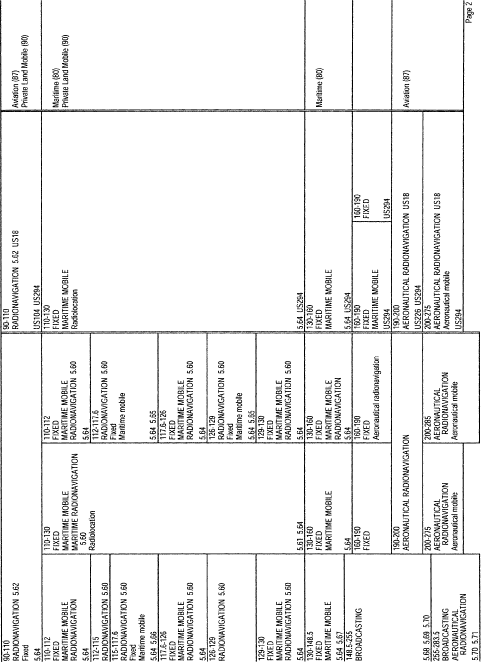 90-110
RADIONAVIGATION 5.62
Fixed
5.64
110-112
FIXED
MARITIME MOBILE
RADIONAVIGATION
5.64
112-115
RADIONAVIGATION 5.60
115-117.6
RADIONAVIGATION 5.60
Fixed
Maritime mobile
5.64 5.66
117.6-126
FIXED
MARITIME MOBILE
RADIONAVIGATION 5.60
5.64
126-129
RADIONAVIGATION 5.60
129-130
FIXED
MARITIME MOBILE
RADIONAVIGATION 5.60
5.64
130-148.5
FIXED
MARITIME MOBILE
5.64 5.67
148.5-255
BROADCASTING
5.68 5.69 5.70
255-283.5
BROADCASTING
AERONAUTICAL
RADIONAVIGATION
5.70 5.71
110-130
FIXED
MARITIME MOBILE
MARITIME RADIONAVIGATION
5.60
Radiolocation
5.61 5.64
130-160
FIXED
MARITIME MOBILE
5.64
160-190
FIXED
190-200
AERONAUTICAL RADIONAVIGATION
200-275
AERONAUTICAL
RADIONAVIGATION
Aeronautical mobile
110-112
FIXED
MARITIME MOBILE
RADIONAVIGATION 5.60
5.64
112-117.6
RADIONAVIGATION 5.60
Fixed
Maritime mobile
5.64 5.65
117.6-126
FIXED
MARITIME MOBILE
RADIONAVIGATION 5.60
5.64
126-129
RADIONAVIGATION 5.60
Fixed
Maritime mobile
5.64 5.65
129-130
FIXED
MARITIME MOBILE
RADIONAVIGATION 5.60
5.64
130-160
FIXED
MARITIME MOBILE
RADIONAVIGATION
5.64
160-190
FIXED
Aeronautical radionavigation
200-285
AERONAUTICAL
RADIONAVIGATION
Aeronautical mobile
90-110
RADIONAVIGATION 5.62 US18
US104 US294
110-130
FIXED
MARITIME MOBILE
Radiolocation
5.64 US294
130-160
FIXED
MARITIME MOBILE
5.64 US294
160-190
FIXED
MARITIME MOBILE
US294
160-190
FIXED
US294
190-200
AERONAUTICAL RADIONAVIGATION US18
US226 US294
200-275
AERONAUTICAL RADIONAVIGATION US18
Aeronautical mobile
US294
Aviation (87)
Private Land Mobile (90)
Maritime (80)
Private Land Mobile (90)
Maritime (80)
Aviation (87)
Page 2